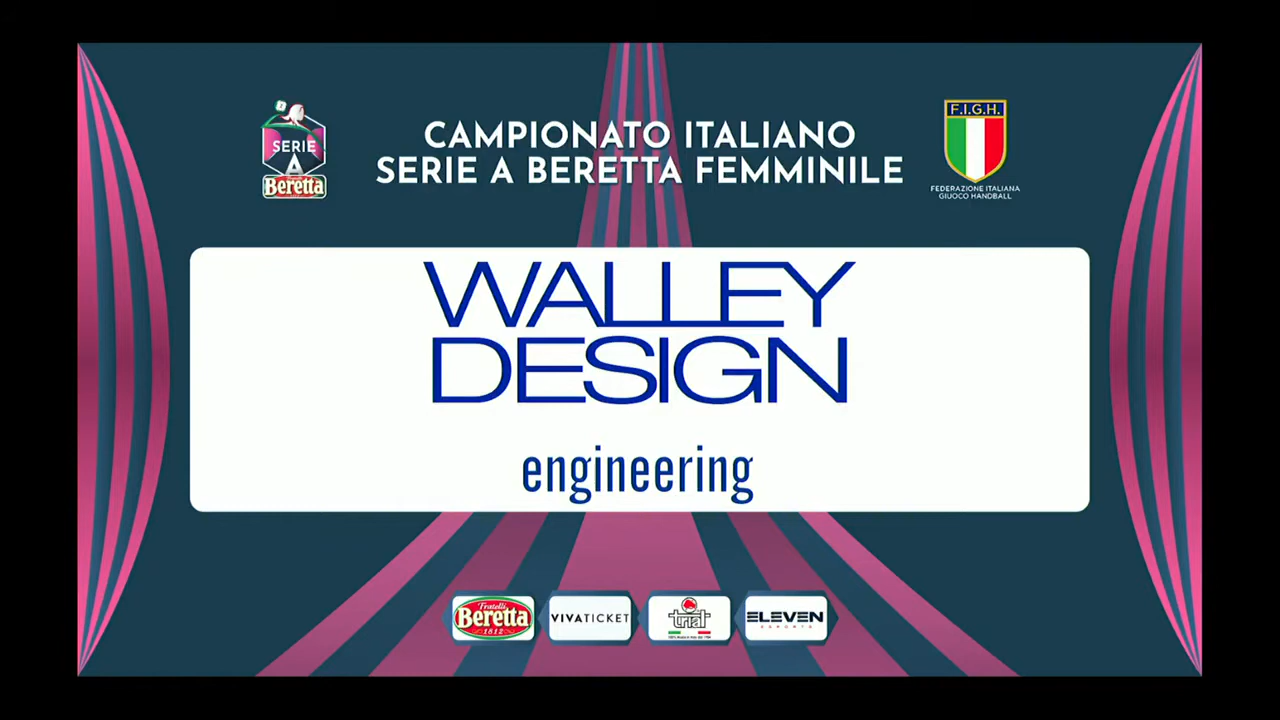 CAMPIONATO ITALIANO
SERIE A BERETTA FEMMINILE
SERIE
A
Beretta
F.I.G.H.
FEDERAZIONE ITALIANA
GIUOCO HANDBALL
WALLEY
DESIGN
engineering
Fratelli
Beretta
1812
VIVATICKET
trial
ELEVEN
SPORTS